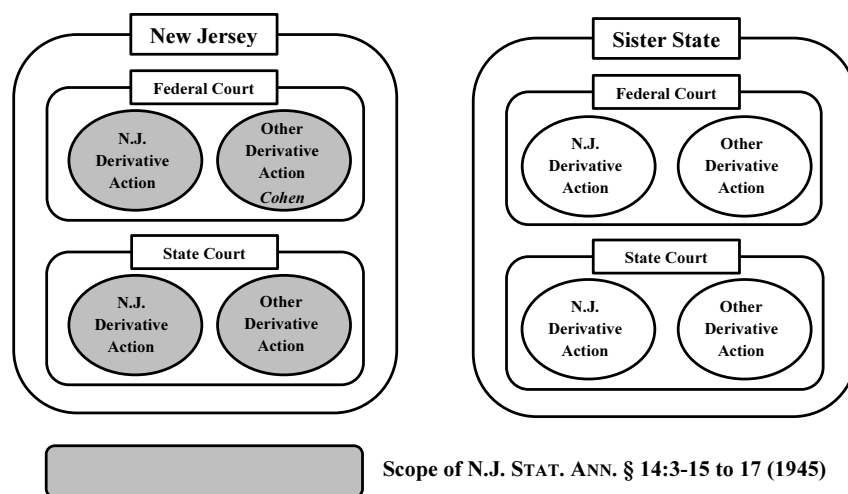 New Jersey
Federal Court
N.J.
Derivative
Action
Other
Derivative
Action
Cohen
State Court
N.J.
Derivative
Action
Other
Derivative
Action
Sister State
Federal Court
N.J.
Derivative
Action
Other
Derivative
Action
State Court
N.J.
Derivative
Action
Other
Derivative
Action
Scope of N.J. STAT. ANN. § 14:3-15 to 17 (1945)